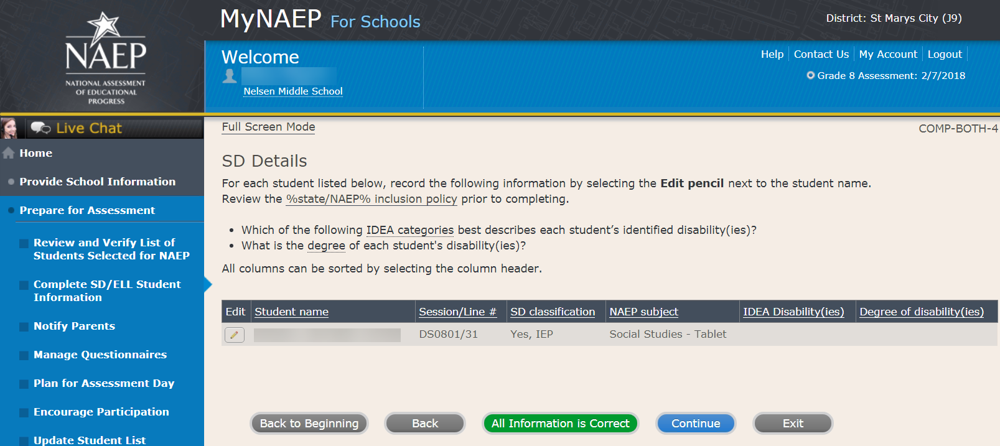 MyNAEP For Schools
District: St Marys City (J9)
NAEP
NATIONAL ASSESSMENT
OF EDUCATIONAL
PROGRESS
Welcome
Nelsen Middle School
Help
Contact Us
My Account
Logout
Grade 8 Assessment: 2/7/2018
Live Chat
Home
Provide School Information
Prepare for Assessment
Review and Verify List of
Students Selected for NAEP
Complete SD/ELL Student
Information
Notify Parents
Manage Questionnaires
Plan for Assessment Day
Encourage Participation
Update Student List
Full Screen Mode
COMP-BOTH-4
SD Details
For each student listed below, record the following information by selecting the Edit pencil next to the student name.
Review the %state/NAEP% inclusion policy prior to completing.
• Which of the following IDEA categories best describes each student’s identified disability(ies)?
• What is the degree of each student's disability(ies)?
All columns can be sorted by selecting the column header.
Edit Student name Session/Line # SD classification NAEP subject IDEA Disability(ies) Degree of disability(ies)
DS0801/31 Yes, IEP Social Studies - Tablet
Back to Beginning
Back
All Information is Correct
Continue
Exit